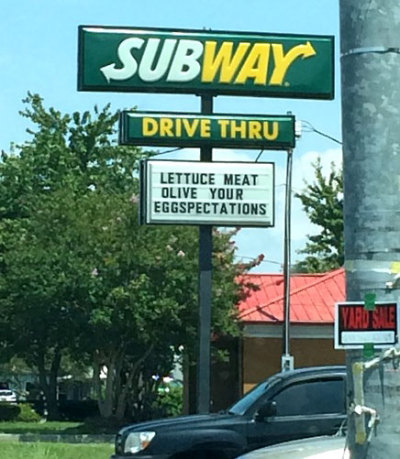 SUBWAY
DRIVE THRU
LETTUCE MEAT
OLIVE YOUR
EGGSPECTATIONS
YARD SALE